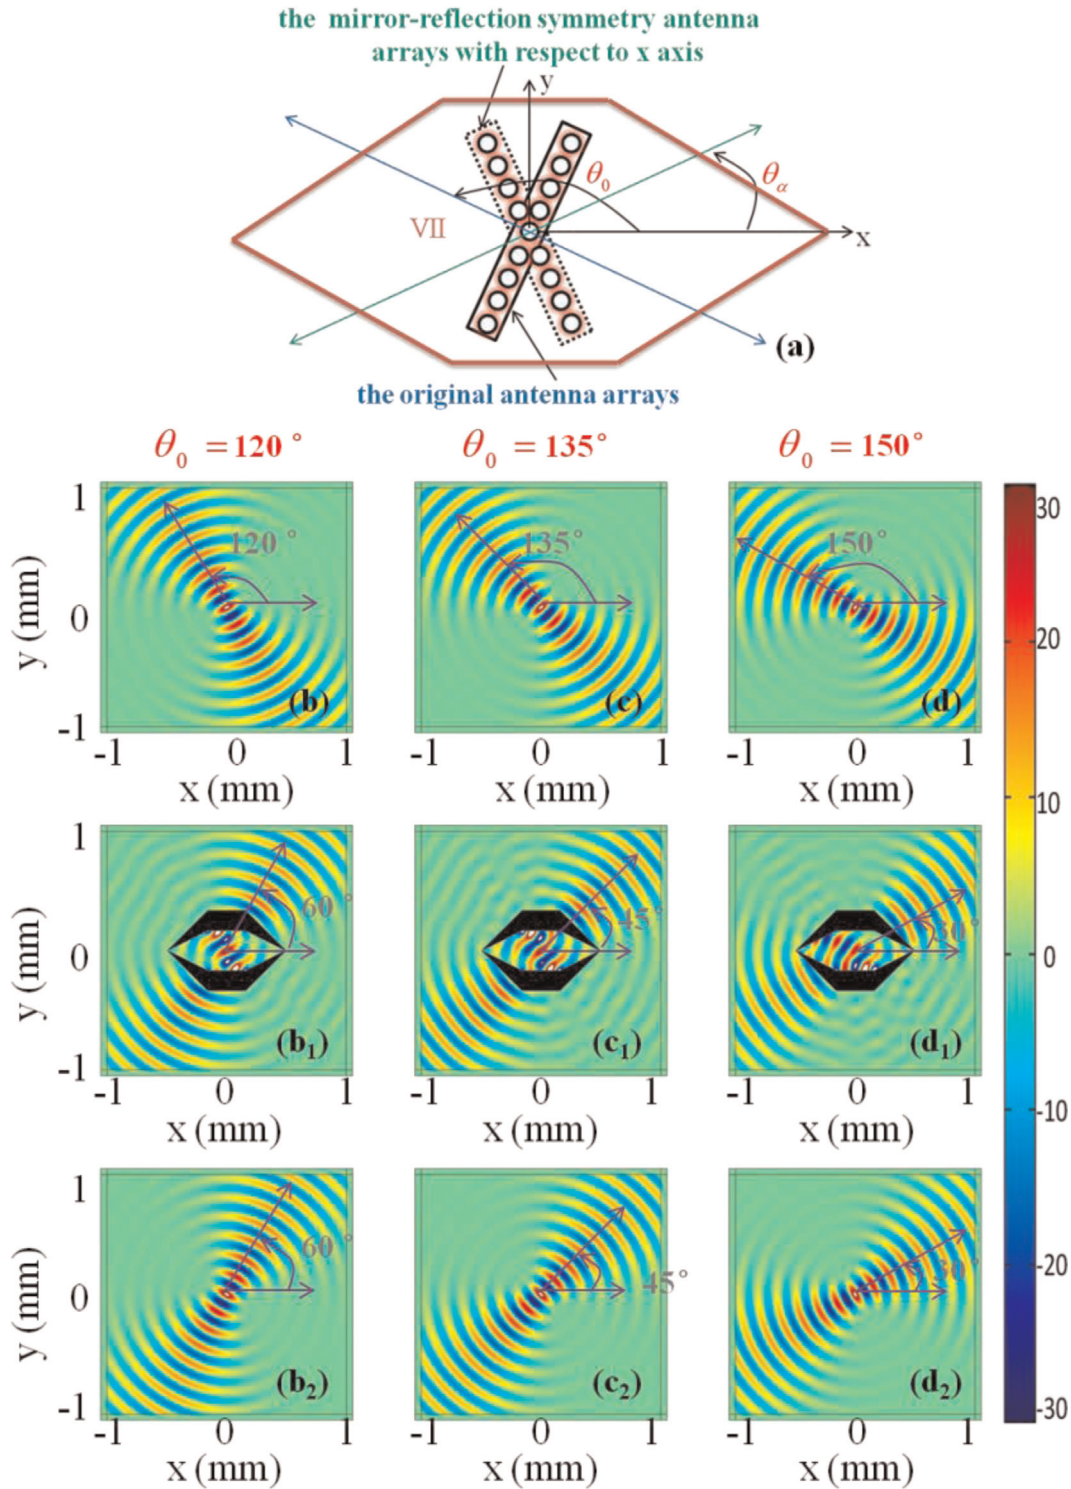 the mirror-reflection symmetry antenna
arrays with respect to x axis
y
θ₀
θα
VII
x
(a)
the original antenna arrays
θ₀ = 120°
θ₀ = 135°
θ₀ = 150°
1
0
-1
y (mm)
120°
(b)
135°
(c)
150°
(d)
-1 0 1
-1 0 1
-1 0 1
x (mm)
x (mm)
x (mm)
1
0
-1
y (mm)
60°
(b₁)
45°
(c₁)
30°
(d₁)
-1 0 1
-1 0 1
-1 0 1
x (mm)
x (mm)
x (mm)
1
0
-1
y (mm)
60°
(b₂)
45°
(c₂)
30°
(d₂)
-1 0 1
-1 0 1
-1 0 1
x (mm)
x (mm)
x (mm)
30
20
10
0
-10
-20
-30